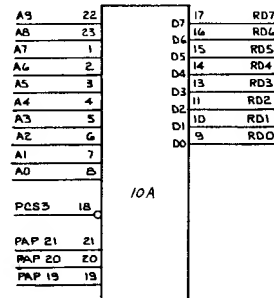 A9 22 17 RD7
A8 23 D7 16 RD6
A7 1 D6 15 RD5
A6 2 D5 14 RD4
A5 3 D4 13 RD3
A4 4 D3 11 RD2
A3 5 D2 10 RD1
A2 6 D1 9 RD0
A1 7 D0
A0 8
10A
PCS3 18
PAP 21 21
PAP 20 20
PAP 19 19